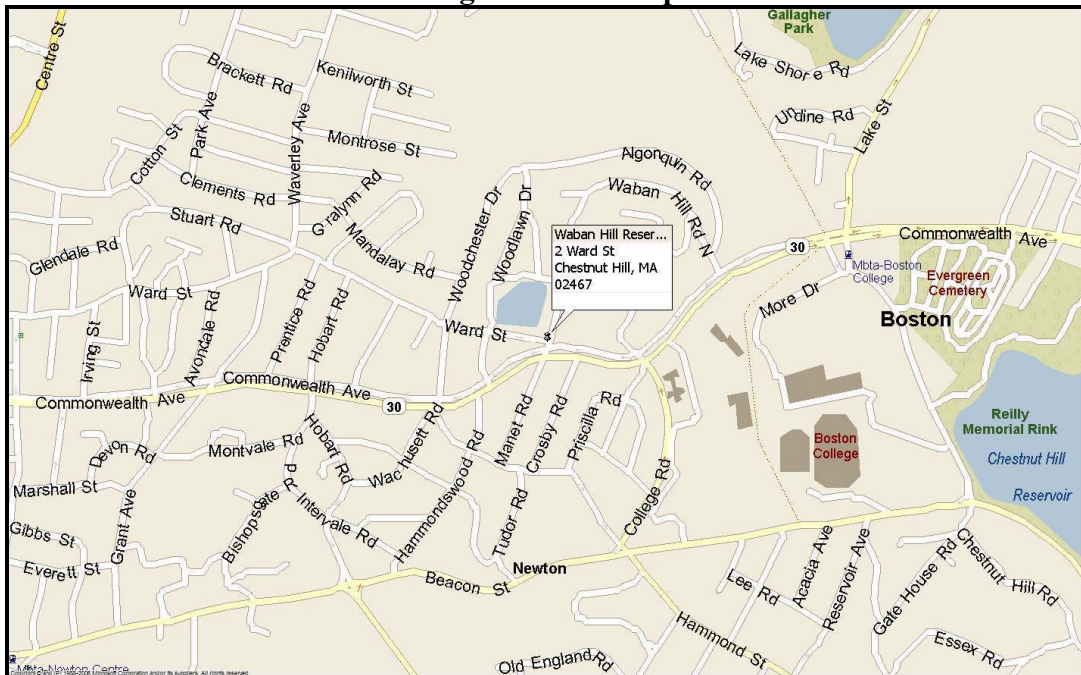 Gallagher
Park
Centre St
Brackett Rd
Kenilworth St
Lake Shore Rd
Undine Rd
Lake St
Park Ave
Waverley Ave
Cotton St
Montrose St
Algonquin Rd
Clements Rd
Gralynn Rd
Waban Hill Rd N
Stuart Rd
Mandalay Rd
Woodchester Dr
Woodlawn Dr
Waban Hill Reser...
2 Ward St
Chestnut Hill, MA
02467
30
Commonwealth Ave
Glendale Rd
Mbta-Boston
College
Evergreen
Cemetery
Ward St
More Dr
Boston
Prentice Rd
Hobart Rd
Ward St
Irving St
Avondale Rd
Commonwealth Ave
Commonwealth Ave
30
Manet Rd
Crosby Rd
Priscilla Rd
Reilly
Memorial Rink
Devon Rd
Montvale Rd
Hobart Rd
Wachusett Rd
Hammondswood Rd
Boston
College
Chestnut Hill
Reservoir
Marshall St
Grant Ave
Bishopsgate Rd
Intervale Rd
Tudor Rd
College Rd
Gibbs St
Everett St
Beacon St
Newton
Lee Rd
Acacia Ave
Reservoir Ave
Gate House Rd
Chestnut Hill Rd
Hammond St
Essex Rd
Old England Rd
Mbta-Newton Centre